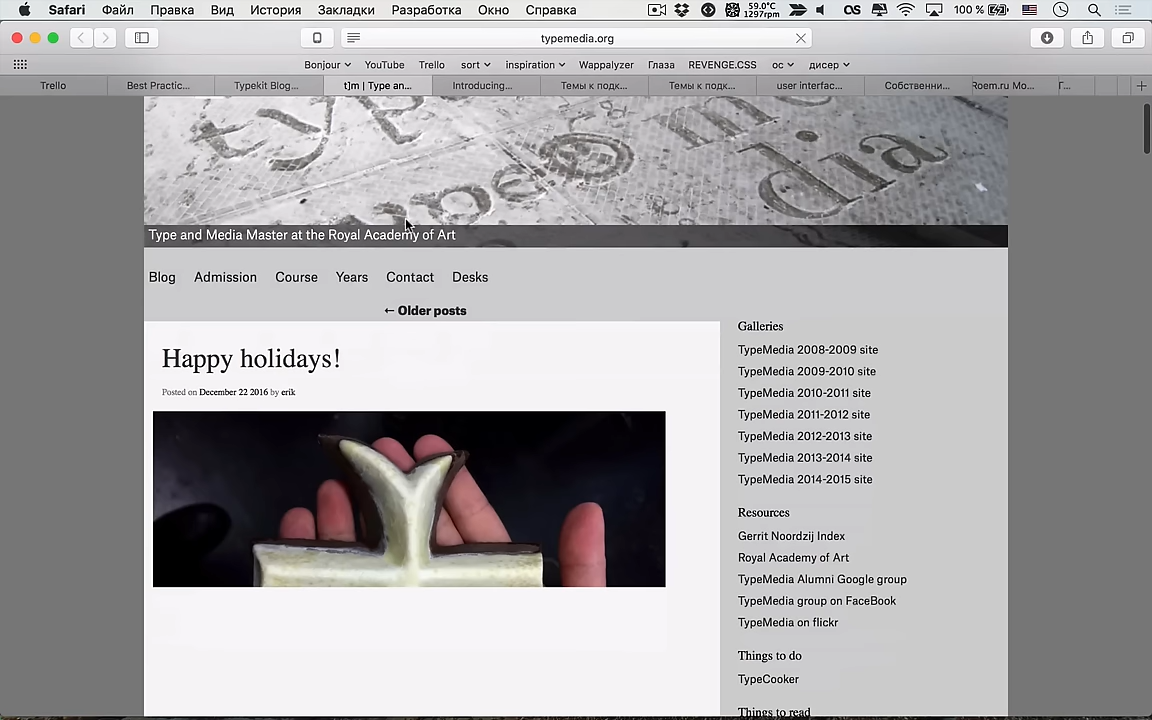 Safari Файл Правка Вид История Закладки Разработка Окно Справка 59.0°C 1297rpm 100 %
typemedia.org
Bonjour YouTube Trello sort inspiration Wappalyzer Глаза REVENGE.CSS ос дисер
Trello Best Practic... Typekit Blog... t]m | Type an... Introducing... Темы к подк... Темы к подк... user interfac... Собственни... Roem.ru Mo... Г...
type media
type
Type and Media Master at the Royal Academy of Art
Blog Admission Course Years Contact Desks
← Older posts
Happy holidays!
Posted on December 22 2016 by erik
Galleries
TypeMedia 2008-2009 site
TypeMedia 2009-2010 site
TypeMedia 2010-2011 site
TypeMedia 2011-2012 site
TypeMedia 2012-2013 site
TypeMedia 2013-2014 site
TypeMedia 2014-2015 site
Resources
Gerrit Noordzij Index
Royal Academy of Art
TypeMedia Alumni Google group
TypeMedia group on FaceBook
TypeMedia on flickr
Things to do
TypeCooker
Things to read